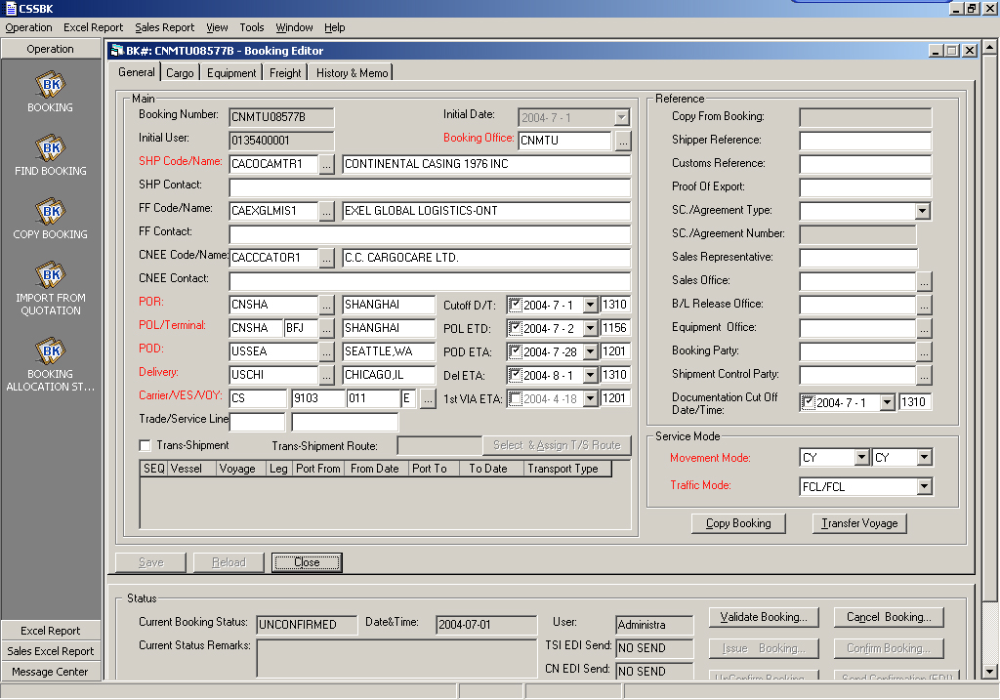 CSSBK
Operation Excel Report Sales Report View Tools Window Help
Operation
BK
BOOKING
BK
FIND BOOKING
BK
COPY BOOKING
BK
IMPORT FROM
QUOTATION
BK
BOOKING
ALLOCATION ST...
Excel Report
Sales Excel Report
Message Center
BK#: CNMTU08577B - Booking Editor
General Cargo Equipment Freight History & Memo
Main
Booking Number: CNMTU08577B Initial Date: 2004- 7 - 1
Initial User: 0135400001 Booking Office: CNMTU ...
SHP Code/Name: CACOCAMTR1 ... CONTINENTAL CASING 1976 INC
SHP Contact:
FF Code/Name: CAEXGLMIS1 ... EXEL GLOBAL LOGISTICS-ONT
FF Contact:
CNEE Code/Name: CACCCATOR1 ... C.C. CARGOCARE LTD.
CNEE Contact:
POR: CNSHA ... SHANGHAI Cutoff D/T: 2004- 7 - 1 1310
POL/Terminal: CNSHA BFJ ... SHANGHAI POL ETD: 2004- 7 - 2 1156
POD: USSEA ... SEATTLE,WA POD ETA: 2004- 7 -28 1201
Delivery: USCHI ... CHICAGO,IL Del ETA: 2004- 8 - 1 1310
Carrier/VES/VOY: CS 9103 011 E ... 1st VIA ETA: 2004- 4 -18 1201
Trade/Service Line
Trans-Shipment Trans-Shipment Route: Select & Assign T/S Route
SEQ Vessel Voyage Leg Port From From Date Port To To Date Transport Type
Reference
Copy From Booking:
Shipper Reference:
Customs Reference:
Proof Of Export:
SC./Agreement Type:
SC./Agreement Number:
Sales Representative:
Sales Office: ...
B/L Release Office: ...
Equipment Office: ...
Booking Party: ...
Shipment Control Party: ...
Documentation Cut Off
Date/Time: 2004- 7 - 1 1310
Service Mode
Movement Mode: CY CY
Traffic Mode: FCL/FCL
Copy Booking Transfer Voyage
Save Reload Close
Status
Current Booking Status: UNCONFIRMED Date&Time: 2004-07-01 User: Administra Validate Booking... Cancel Booking...
Current Status Remarks: TSI EDI Send: NO SEND Issue Booking... Confirm Booking...
CN EDI Send: NO SEND UnConfirm Booking Send Confirmation (EDI)